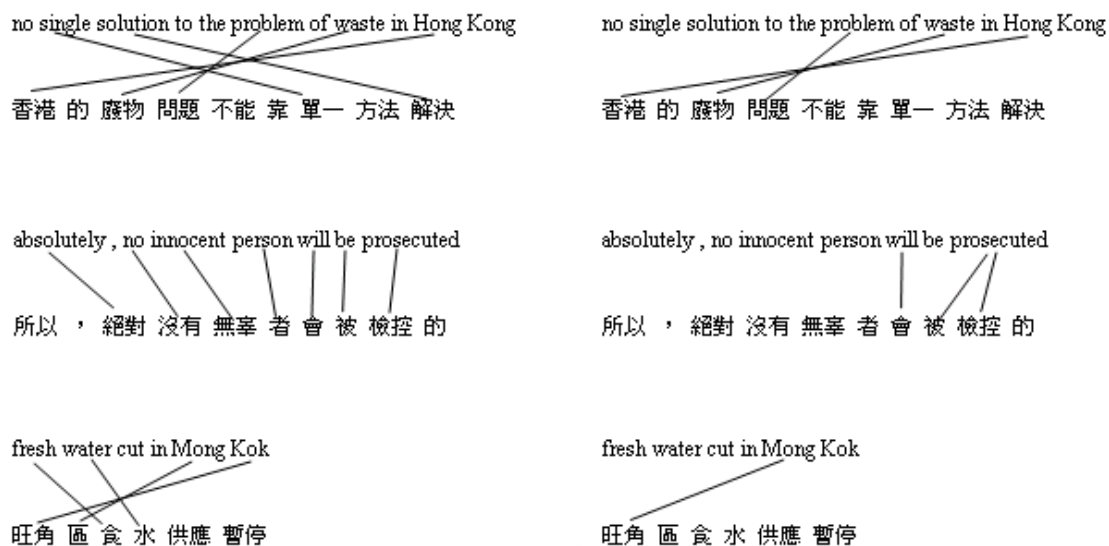 no single solution to the problem of waste in Hong Kong
香港 的 廢物 問題 不能 靠 單一 方法 解決
absolutely , no innocent person will be prosecuted
所以 ， 絕對 沒有 無辜 者 會 被 檢控 的
fresh water cut in Mong Kok
旺角 區 食 水 供應 暫停
no single solution to the problem of waste in Hong Kong
香港 的 廢物 問題 不能 靠 單一 方法 解決
absolutely , no innocent person will be prosecuted
所以 ， 絕對 沒有 無辜 者 會 被 檢控 的
fresh water cut in Mong Kok
旺角 區 食 水 供應 暫停